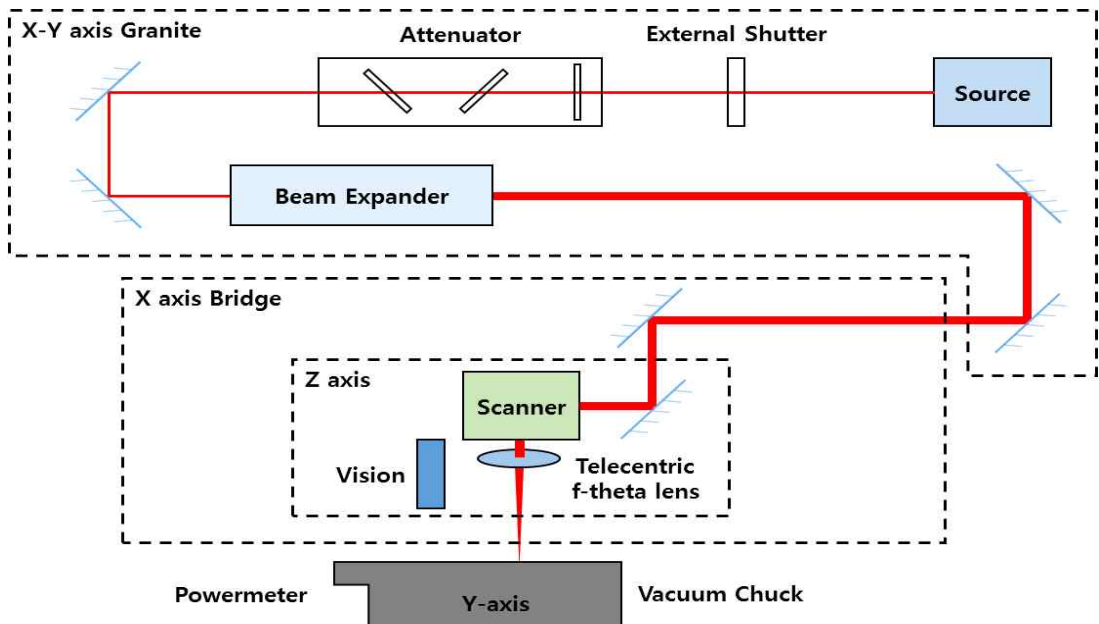 X-Y axis Granite
Attenuator
External Shutter
Source
Beam Expander
X axis Bridge
Z axis
Scanner
Vision
Telecentric
f-theta lens
Powermeter
Y-axis
Vacuum Chuck